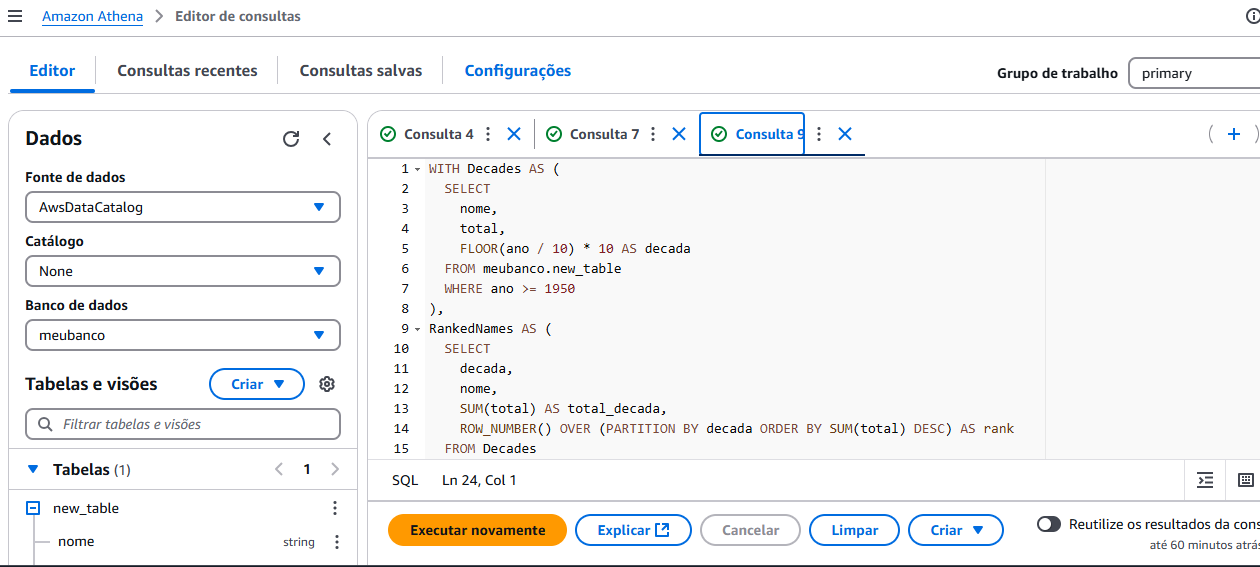 Amazon Athena > Editor de consultas
Editor Consultas recentes Consultas salvas Configurações
Grupo de trabalho primary
Dados
Fonte de dados
AwsDataCatalog
Catálogo
None
Banco de dados
meubanco
Tabelas e visões Criar
Filtrar tabelas e visões
Tabelas (1) 1
new_table
nome string
Consulta 4 Consulta 7 Consulta 9
1 WITH Decades AS (
2 SELECT
3 nome,
4 total,
5 FLOOR(ano / 10) * 10 AS decada
6 FROM meubanco.new_table
7 WHERE ano >= 1950
8 ),
9 RankedNames AS (
10 SELECT
11 decada,
12 nome,
13 SUM(total) AS total_decada,
14 ROW_NUMBER() OVER (PARTITION BY decada ORDER BY SUM(total) DESC) AS rank
15 FROM Decades
SQL Ln 24, Col 1
Executar novamente Explicar Cancelar Limpar Criar
Reutilize os resultados da cons
até 60 minutos atrás